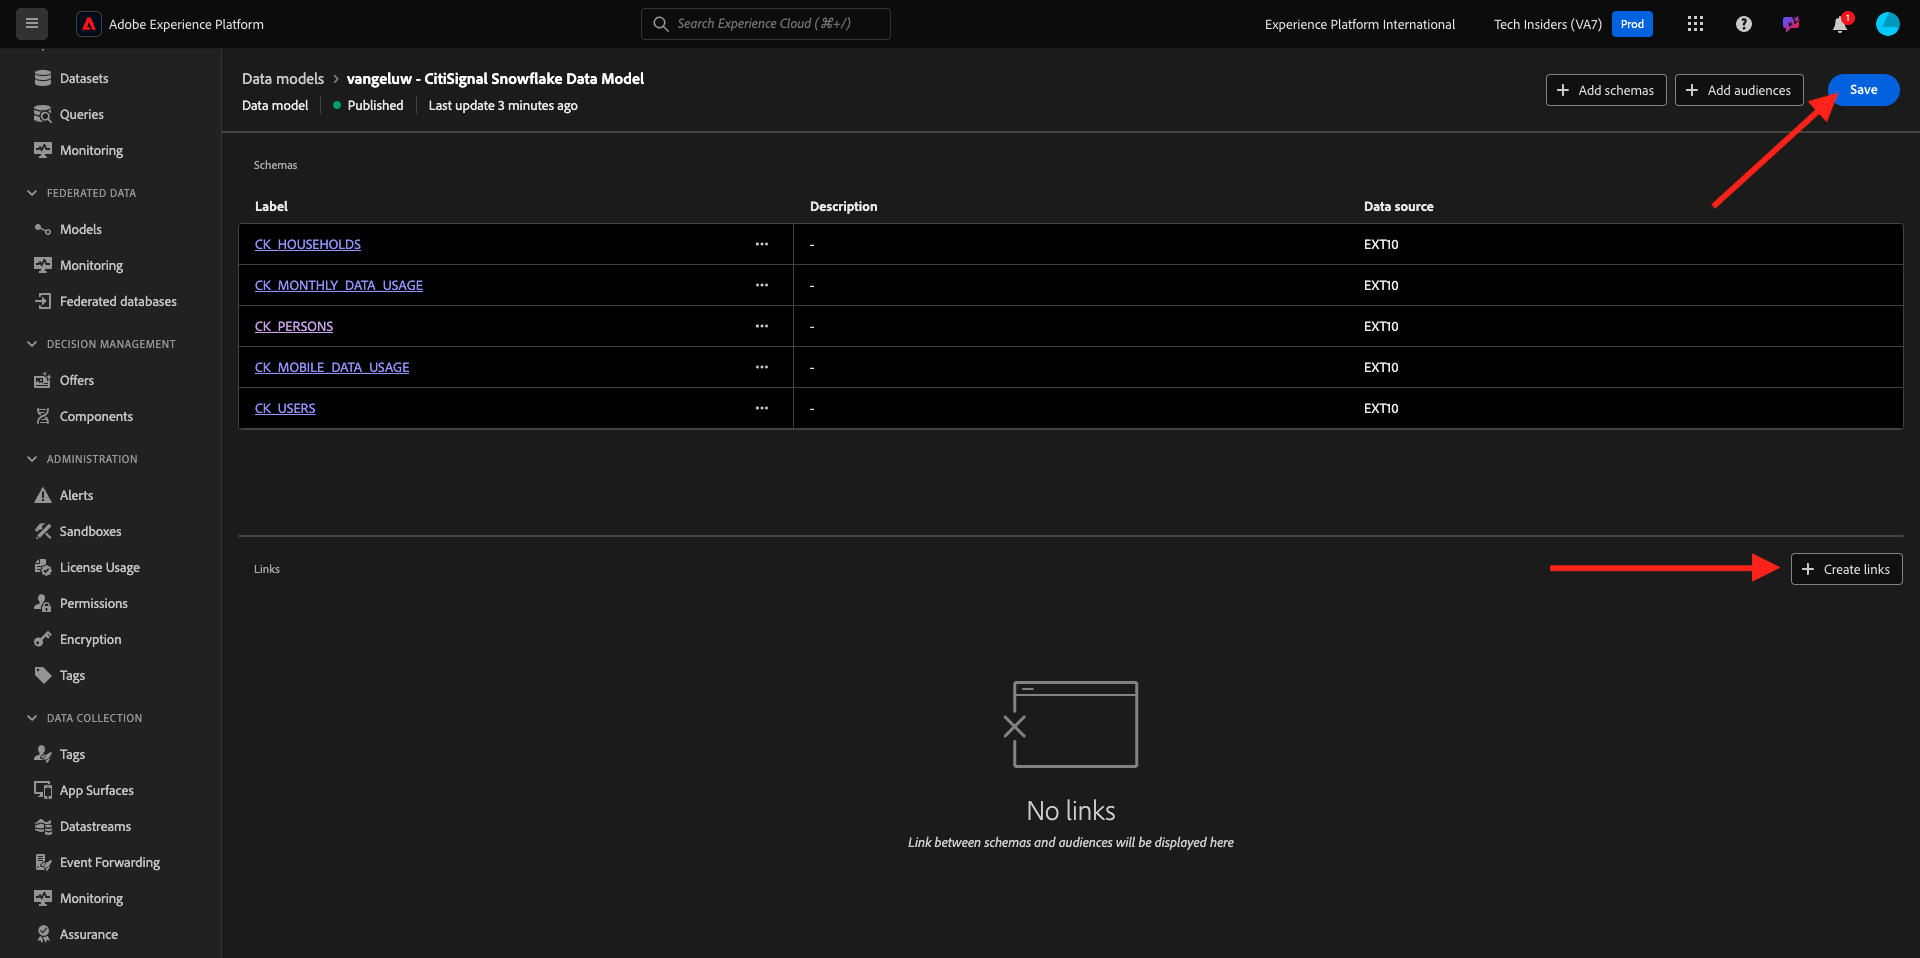 Adobe Experience Platform
Search Experience Cloud (⌘+/)
Experience Platform International
Tech Insiders (VA7)
Prod
1
Datasets
Queries
Monitoring
FEDERATED DATA
Models
Monitoring
Federated databases
DECISION MANAGEMENT
Offers
Components
ADMINISTRATION
Alerts
Sandboxes
License Usage
Permissions
Encryption
Tags
DATA COLLECTION
Tags
App Surfaces
Datastreams
Event Forwarding
Monitoring
Assurance
Data models > vangeluw - CitiSignal Snowflake Data Model
Data model Published Last update 3 minutes ago
Add schemas
Add audiences
Save
Schemas
Label Description Data source
CK_HOUSEHOLDS ··· - EXT10
CK_MONTHLY_DATA_USAGE ··· - EXT10
CK_PERSONS ··· - EXT10
CK_MOBILE_DATA_USAGE ··· - EXT10
CK_USERS ··· - EXT10
Links
Create links
No links
Link between schemas and audiences will be displayed here